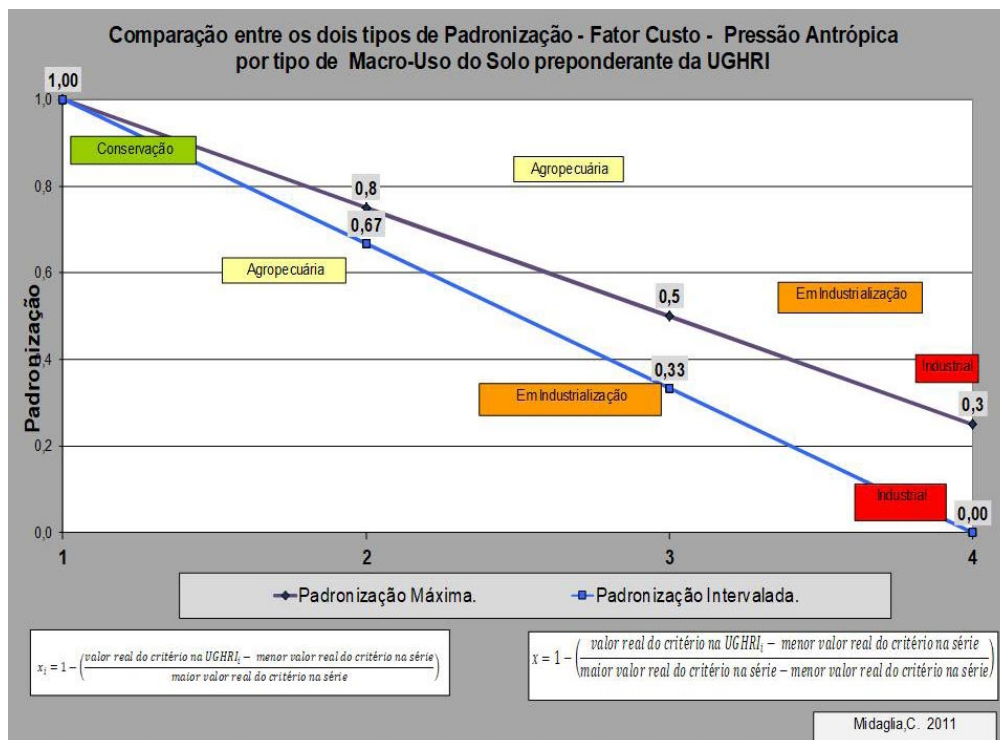 Comparação entre os dois tipos de Padronização - Fator Custo - Pressão Antrópica
por tipo de Macro-Uso do Solo preponderante da UGHRI
1,00
1,0
Conservação
Agropecuária
0,8
0,8
0,67
Agropecuária
0,6
Em Industrialização
0,5
Padronização
0,4
0,33
Industrial
Em Industrialização
0,3
0,2
Industrial
0,00
0,0
1
2
3
4
Padronização Máxima.
Padronização Intervalada.
x_i = 1 − (valor real do critério na UGHRI_i − menor valor real do critério na série
maior valor real do critério na série)
x = 1 − (valor real do critério na UGHRI_i − menor valor real do critério na série
maior valor real do critério na série − menor valor real do critério na série)
Midaglia,C. 2011